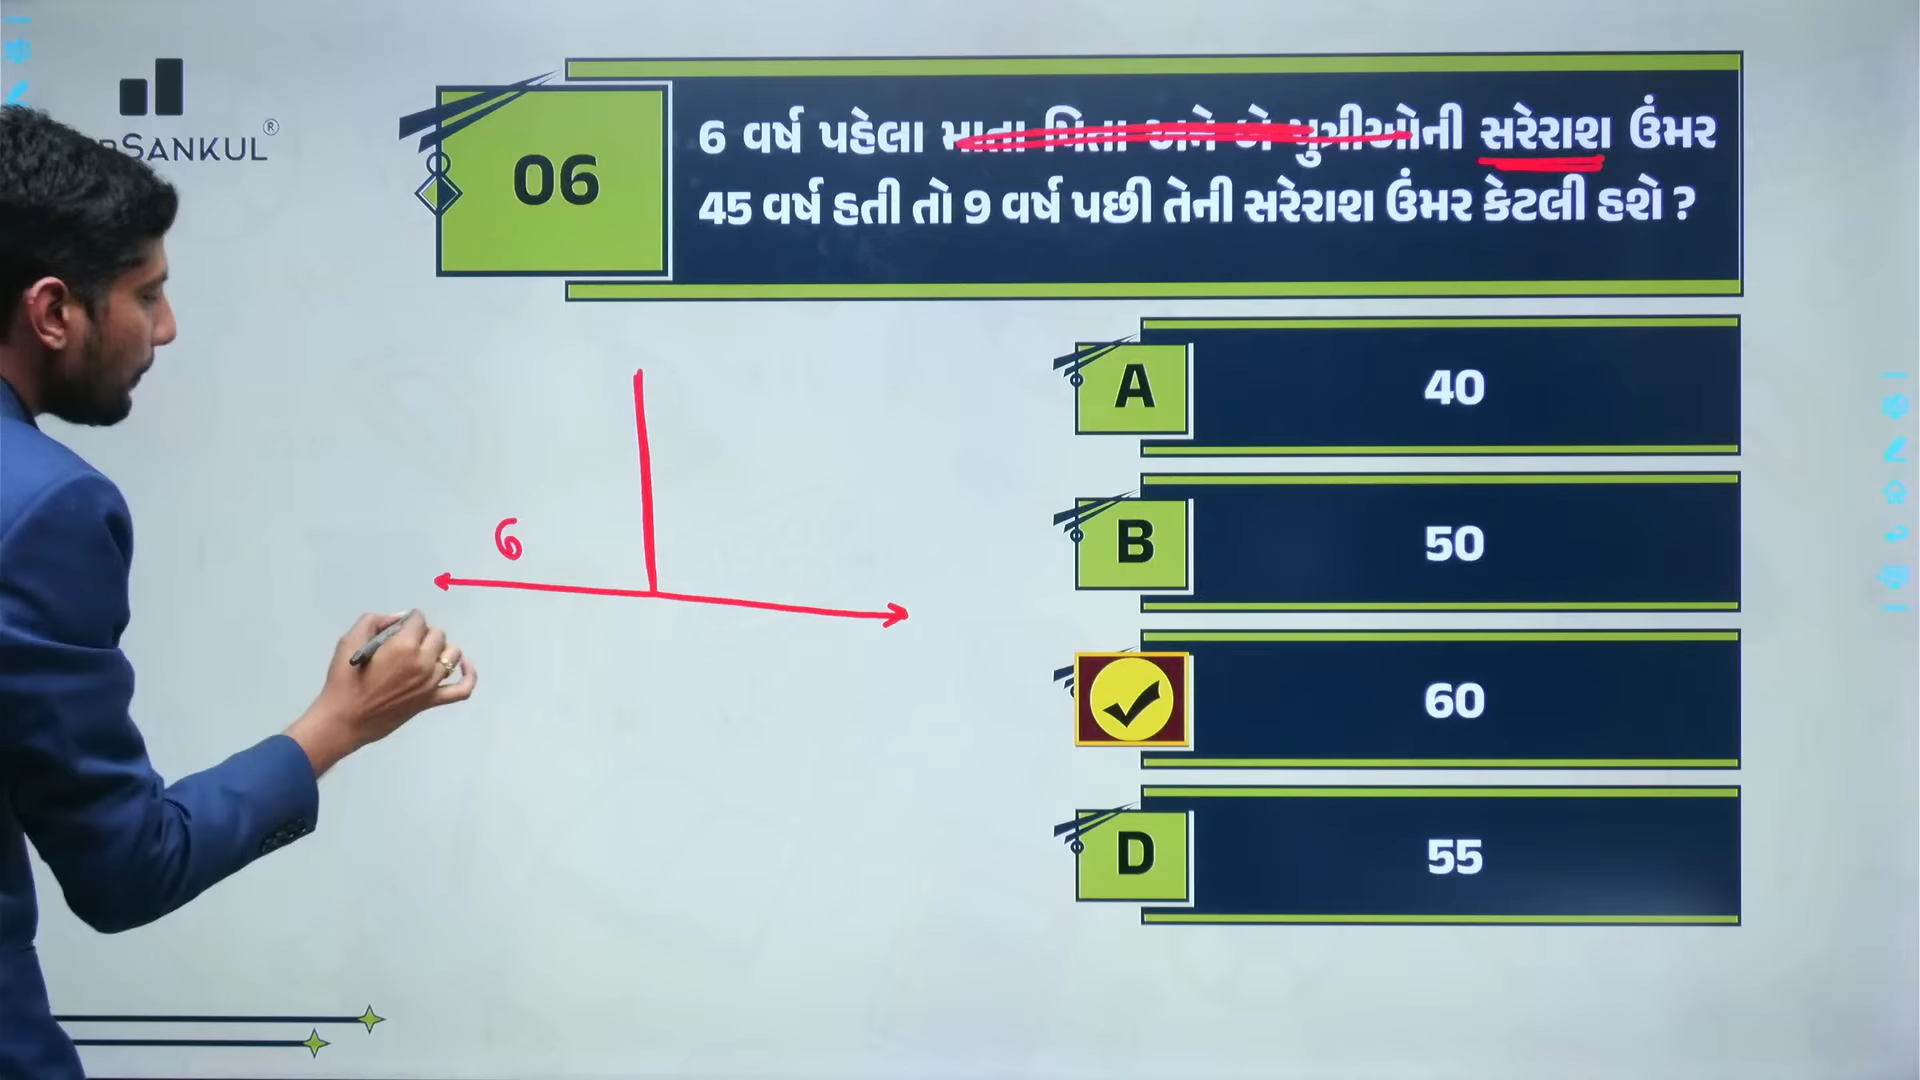 SANKUL®
06
6 વર્ષ પહેલા માતા પિતા અને બે પુત્રીઓની સરેરાશ ઉંમર
45 વર્ષ હતી તો 9 વર્ષ પછી તેની સરેરાશ ઉંમર કેટલી હશે ?
6
A 40
B 50
60
D 55